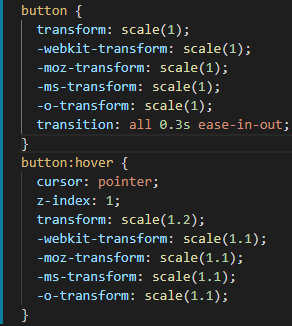 button {
transform: scale(1);
-webkit-transform: scale(1);
-moz-transform: scale(1);
-ms-transform: scale(1);
-o-transform: scale(1);
transition: all 0.3s ease-in-out;
}
button:hover {
cursor: pointer;
z-index: 1;
transform: scale(1.2);
-webkit-transform: scale(1.1);
-moz-transform: scale(1.1);
-ms-transform: scale(1.1);
-o-transform: scale(1.1);
}